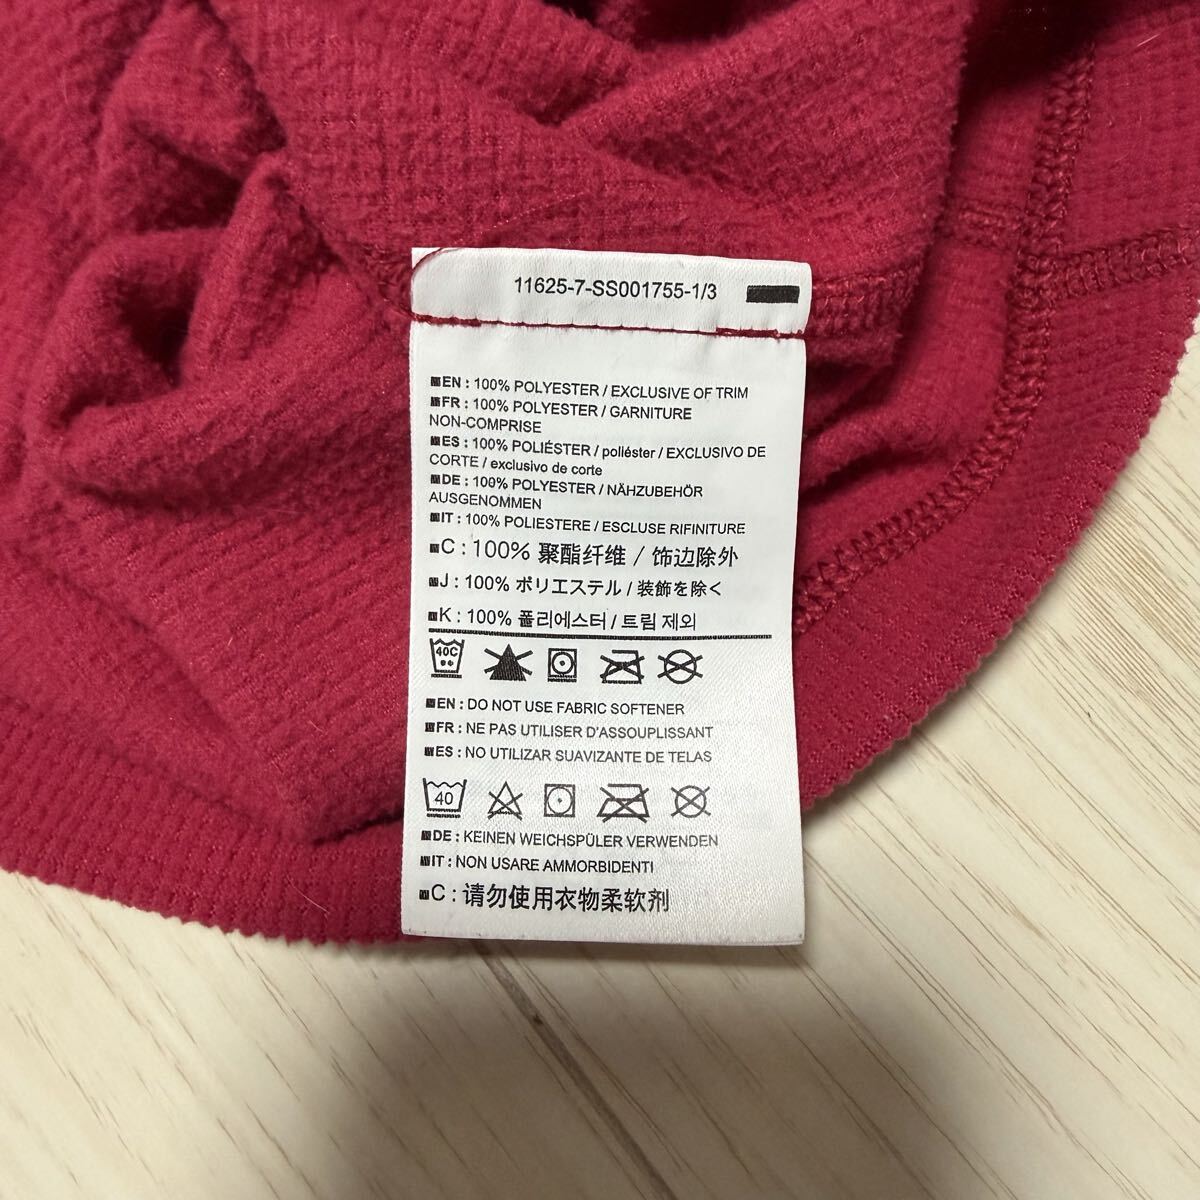 11625-7-SS001755-1/3
EN : 100% POLYESTER / EXCLUSIVE OF TRIM
FR : 100% POLYESTER / GARNITURE
NON-COMPRISE
ES : 100% POLIÉSTER / poliéster / EXCLUSIVO DE
CORTE / exclusivo de corte
DE : 100% POLYESTER / NÄHZUBEHÖR
AUSGENOMMEN
IT : 100% POLIESTERE / ESCLUSE RIFINITURE
C : 100% 聚酯纤维 / 饰边除外
J : 100% ポリエステル / 装飾を除く
K : 100% 폴리에스터 / 트림 제외
40C
EN : DO NOT USE FABRIC SOFTENER
FR : NE PAS UTILISER D'ASSOUPLISSANT
ES : NO UTILIZAR SUAVIZANTE DE TELAS
40
DE : KEINEN WEICHSPÜLER VERWENDEN
IT : NON USARE AMMORBIDENTI
C : 请勿使用衣物柔软剂